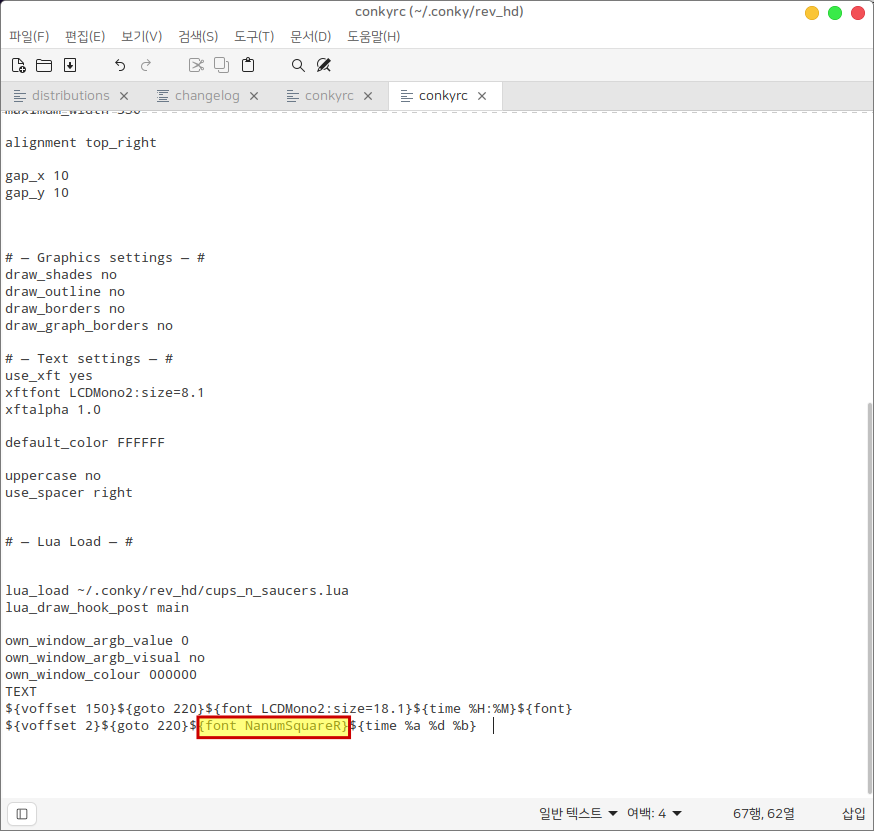 conkyrc (~/.conky/rev_hd)
파일(F) 편집(E) 보기(V) 검색(S) 도구(T) 문서(D) 도움말(H)
distributions changelog conkyrc conkyrc
maximum_width 550
alignment top_right
gap_x 10
gap_y 10
# – Graphics settings – #
draw_shades no
draw_outline no
draw_borders no
draw_graph_borders no
# – Text settings – #
use_xft yes
xftfont LCDMono2:size=8.1
xftalpha 1.0
default_color FFFFFF
uppercase no
use_spacer right
# – Lua Load – #
lua_load ~/.conky/rev_hd/cups_n_saucers.lua
lua_draw_hook_post main
own_window_argb_value 0
own_window_argb_visual no
own_window_colour 000000
TEXT
${voffset 150}${goto 220}${font LCDMono2:size=18.1}${time %H:%M}${font}
${voffset 2}${goto 220}${font NanumSquareR}${time %a %d %b}
일반 텍스트 여백: 4 67행, 62열 삽입